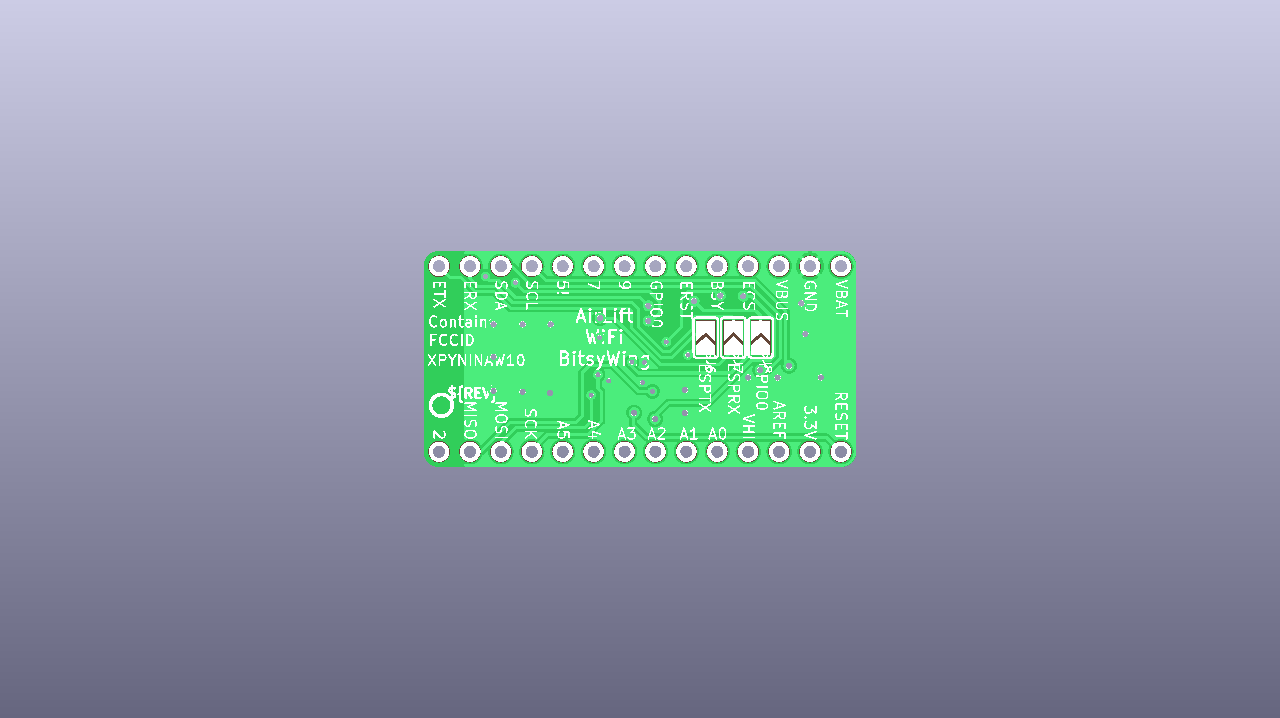 ETX
ERX
SDA
SCL
5!
7
9
GPIO0
ERST
BSY
ECS
VBUS
GND
VBAT
Contain
FCCID
XPYNINAW10
AirLift
WiFi
BitsyWing
ESPTX
ESPRX
GPIO0
${REV}
2
MISO
MOSI
SCK
A5
A4
A3
A2
A1
A0
VHI
AREF
3.3V
RESET